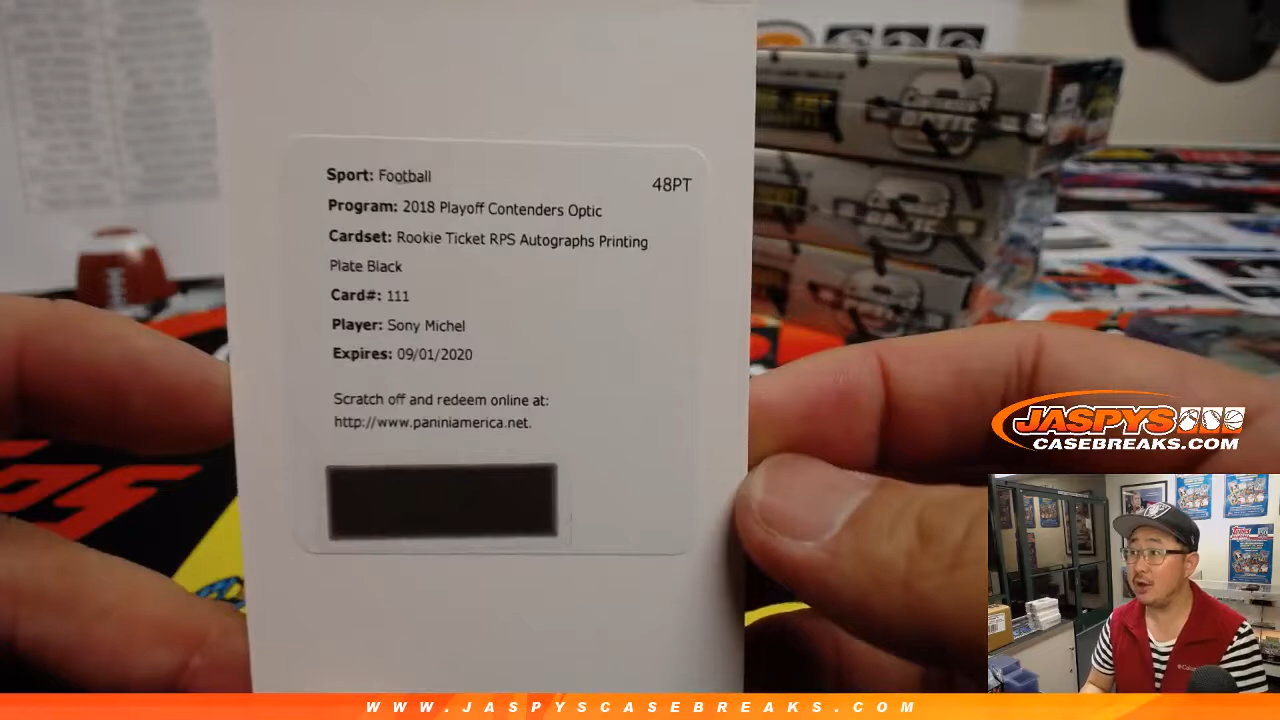 Sport: Football
48PT
Program: 2018 Playoff Contenders Optic
Cardset: Rookie Ticket RPS Autographs Printing
Plate Black
Card#: 111
Player: Sony Michel
Expires: 09/01/2020
Scratch off and redeem online at:
http://www.paniniamerica.net.
JASPYS
CASEBREAKS.COM
WWW.JASPYSCASEBREAKS.COM